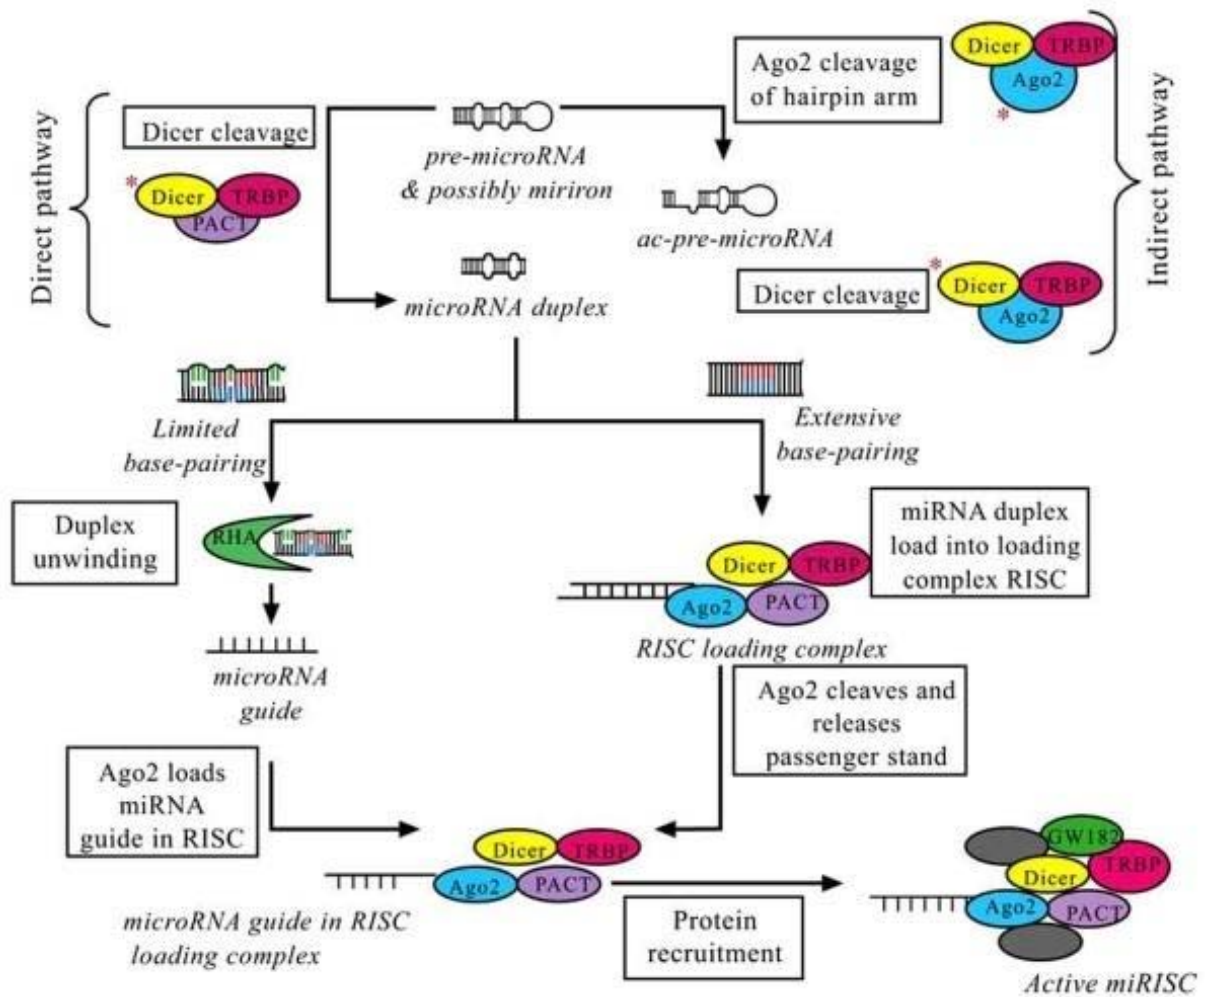 Direct pathway
Dicer cleavage
*
Dicer
TRBP
PACT
pre-microRNA
& possibly miriron
microRNA duplex
Ago2 cleavage
of hairpin arm
Dicer
TRBP
Ago2
*
ac-pre-microRNA
Dicer cleavage
*
Dicer
TRBP
Ago2
Indirect pathway
Limited
base-pairing
Extensive
base-pairing
Duplex
unwinding
RHA
microRNA
guide
miRNA duplex
load into loading
complex RISC
Dicer
TRBP
Ago2
PACT
RISC loading complex
Ago2 cleaves and
releases
passenger stand
Ago2 loads
miRNA
guide in RISC
Dicer
TRBP
Ago2
PACT
microRNA guide in RISC
loading complex
Protein
recruitment
GW182
TRBP
Dicer
Ago2
PACT
Active miRISC